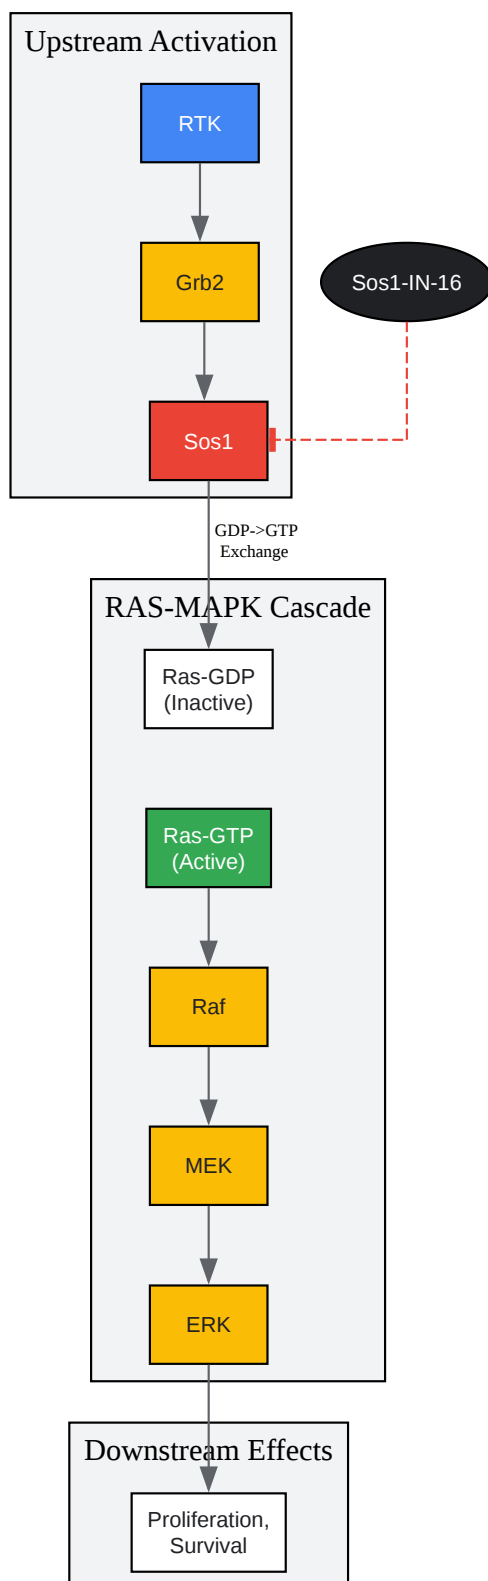 Upstream Activation
RTK
Grb2
Sos1-IN-16
Sos1
GDP->GTP
Exchange
RAS-MAPK Cascade
Ras-GDP
(Inactive)
Ras-GTP
(Active)
Raf
MEK
ERK
Downstream Effects
Proliferation,
Survival